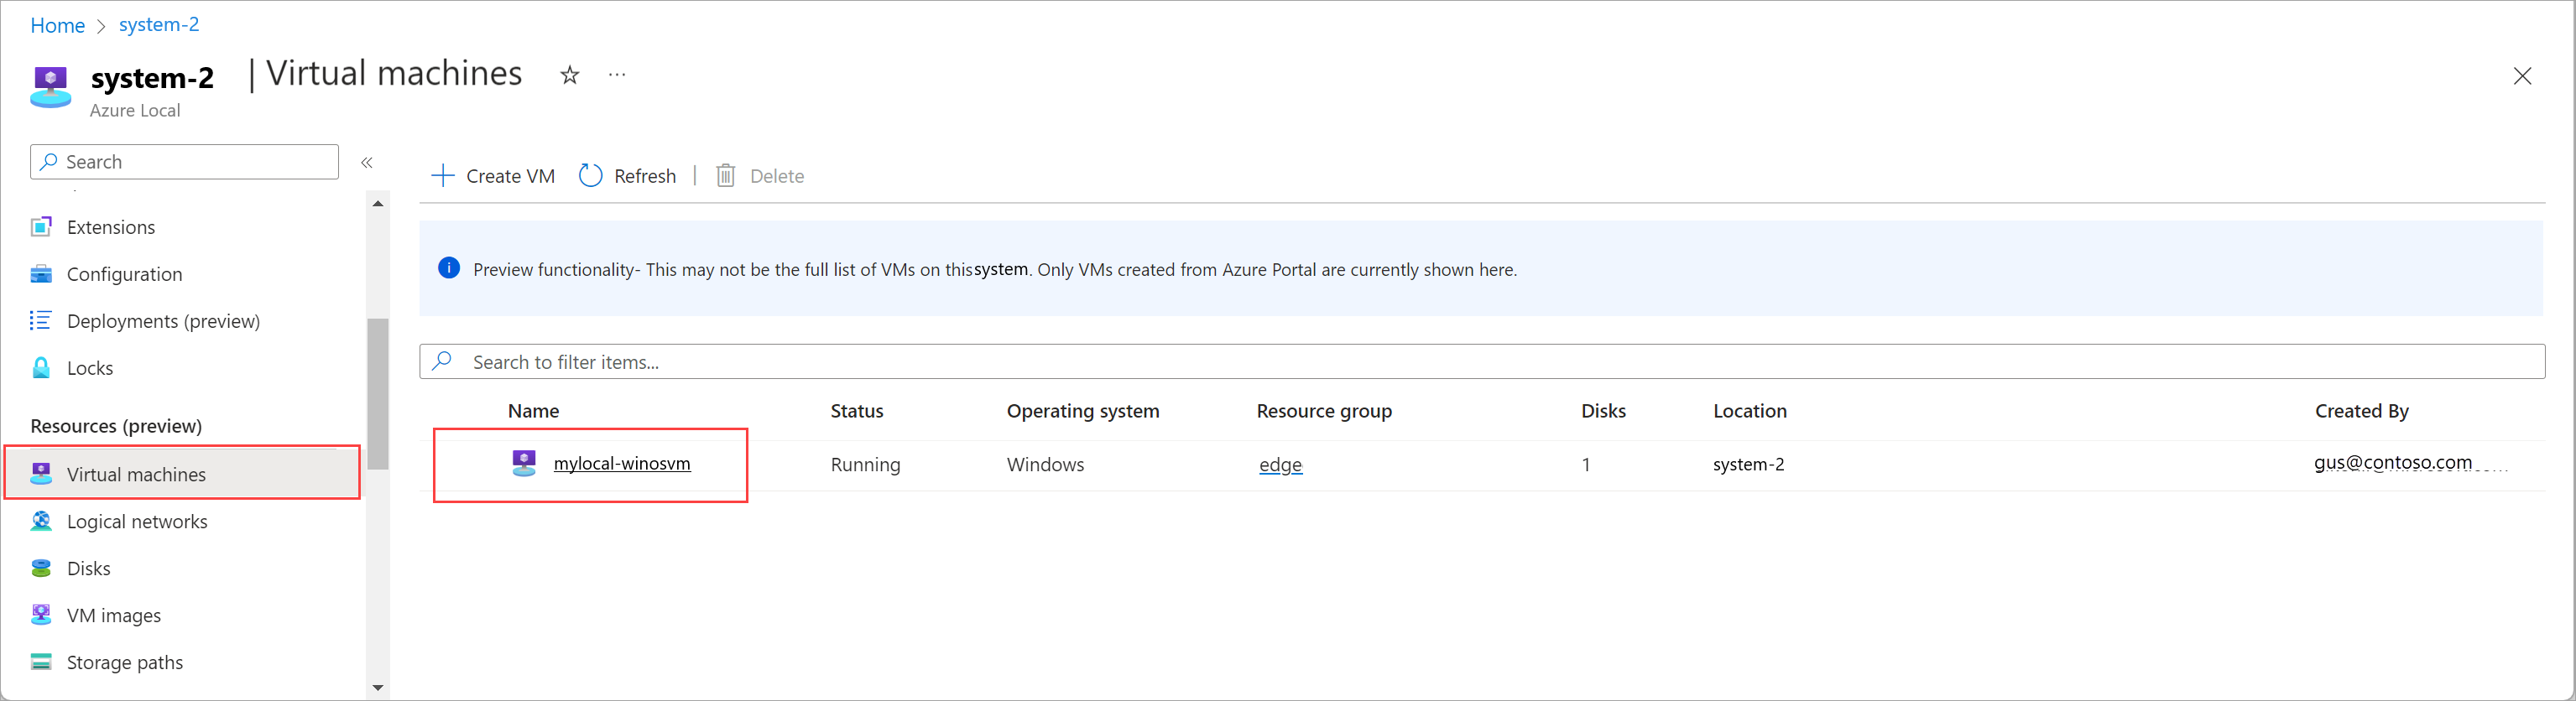 Home > system-2
system-2 | Virtual machines
Azure Local
Search
Extensions
Configuration
Deployments (preview)
Locks
Resources (preview)
Virtual machines
Logical networks
Disks
VM images
Storage paths
Create VM Refresh | Delete
Preview functionality- This may not be the full list of VMs on this system. Only VMs created from Azure Portal are currently shown here.
Search to filter items...
Name Status Operating system Resource group Disks Location Created By
mylocal-winosvm Running Windows edge 1 system-2 gus@contoso.com